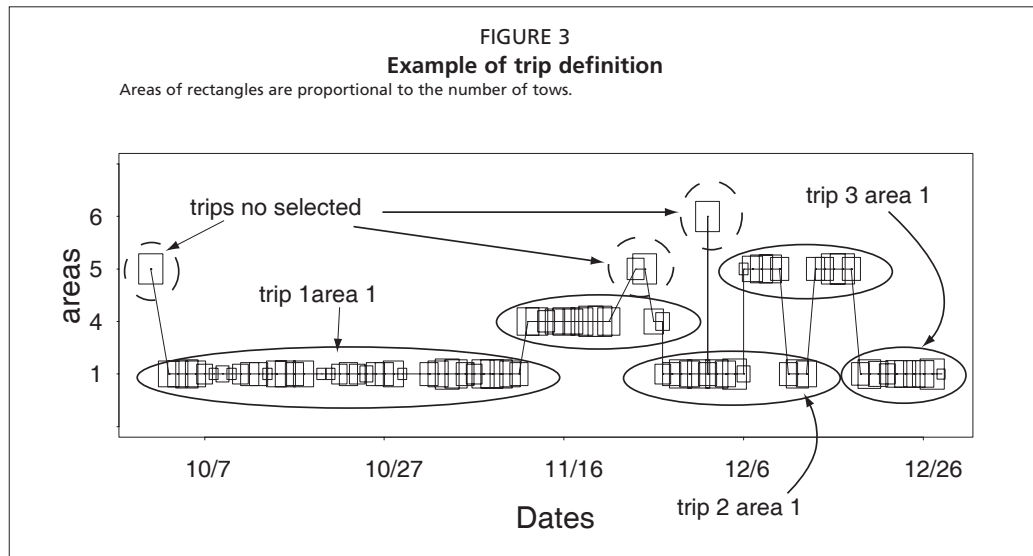 FIGURE 3
Example of trip definition
Areas of rectangles are proportional to the number of tows.
trips no selected
trip 3 area 1
trip 1area 1
areas
6
5
4
1
10/7
10/27
11/16
12/6
12/26
trip 2 area 1
Dates